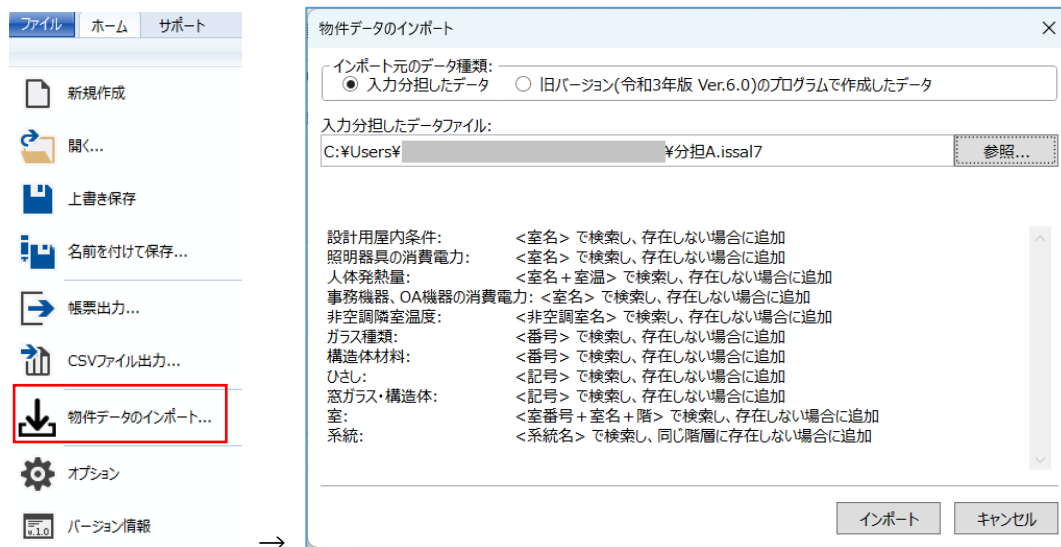 ファイル ホーム サポート
新規作成
開く...
上書き保存
名前を付けて保存...
帳票出力...
CSVファイル出力...
物件データのインポート...
オプション
v.1.0 バージョン情報
→
物件データのインポート
インポート元のデータ種類:
入力分担したデータ 旧バージョン(令和3年版 Ver.6.0)のプログラムで作成したデータ
入力分担したデータファイル:
C:¥Users¥ ¥分担A.issal7 参照...
設計用屋内条件: <室名> で検索し、存在しない場合に追加
照明器具の消費電力: <室名> で検索し、存在しない場合に追加
人体発熱量: <室名+室温> で検索し、存在しない場合に追加
事務機器、OA機器の消費電力: <室名> で検索し、存在しない場合に追加
非空調隣室温度: <非空調室名> で検索し、存在しない場合に追加
ガラス種類: <番号> で検索し、存在しない場合に追加
構造体材料: <番号> で検索し、存在しない場合に追加
ひさし: <記号> で検索し、存在しない場合に追加
窓ガラス・構造体: <記号> で検索し、存在しない場合に追加
室: <室番号+室名+階> で検索し、存在しない場合に追加
系統: <系統名> で検索し、同じ階層に存在しない場合に追加
インポート キャンセル